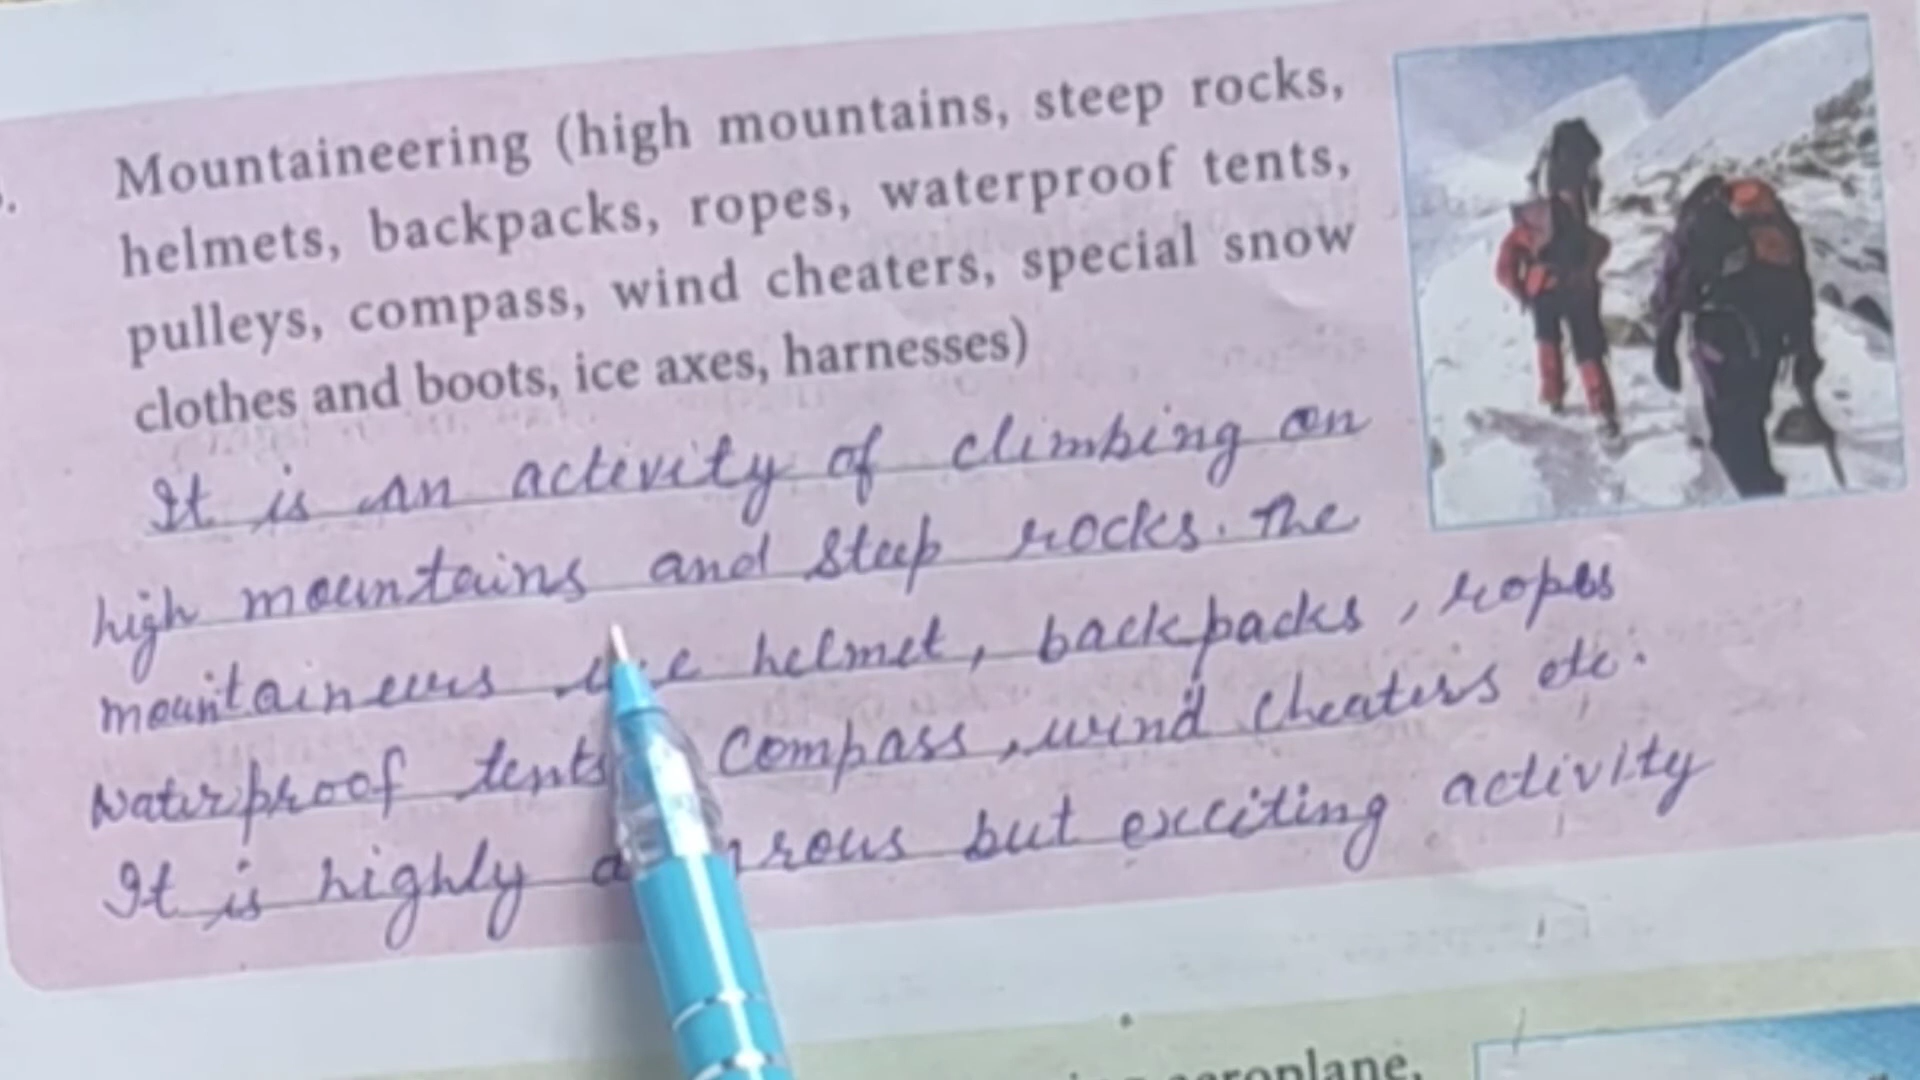 Mountaineering (high mountains, steep rocks,
helmets, backpacks, ropes, waterproof tents,
pulleys, compass, wind cheaters, special snow
clothes and boots, ice axes, harnesses)
It is an activity of climbing on
high mountains and steep rocks. The
mountaineers helmet, backpacks, ropes
waterproof tents compass, wind cheaters etc.
It is highly but exciting activity
aeroplane,